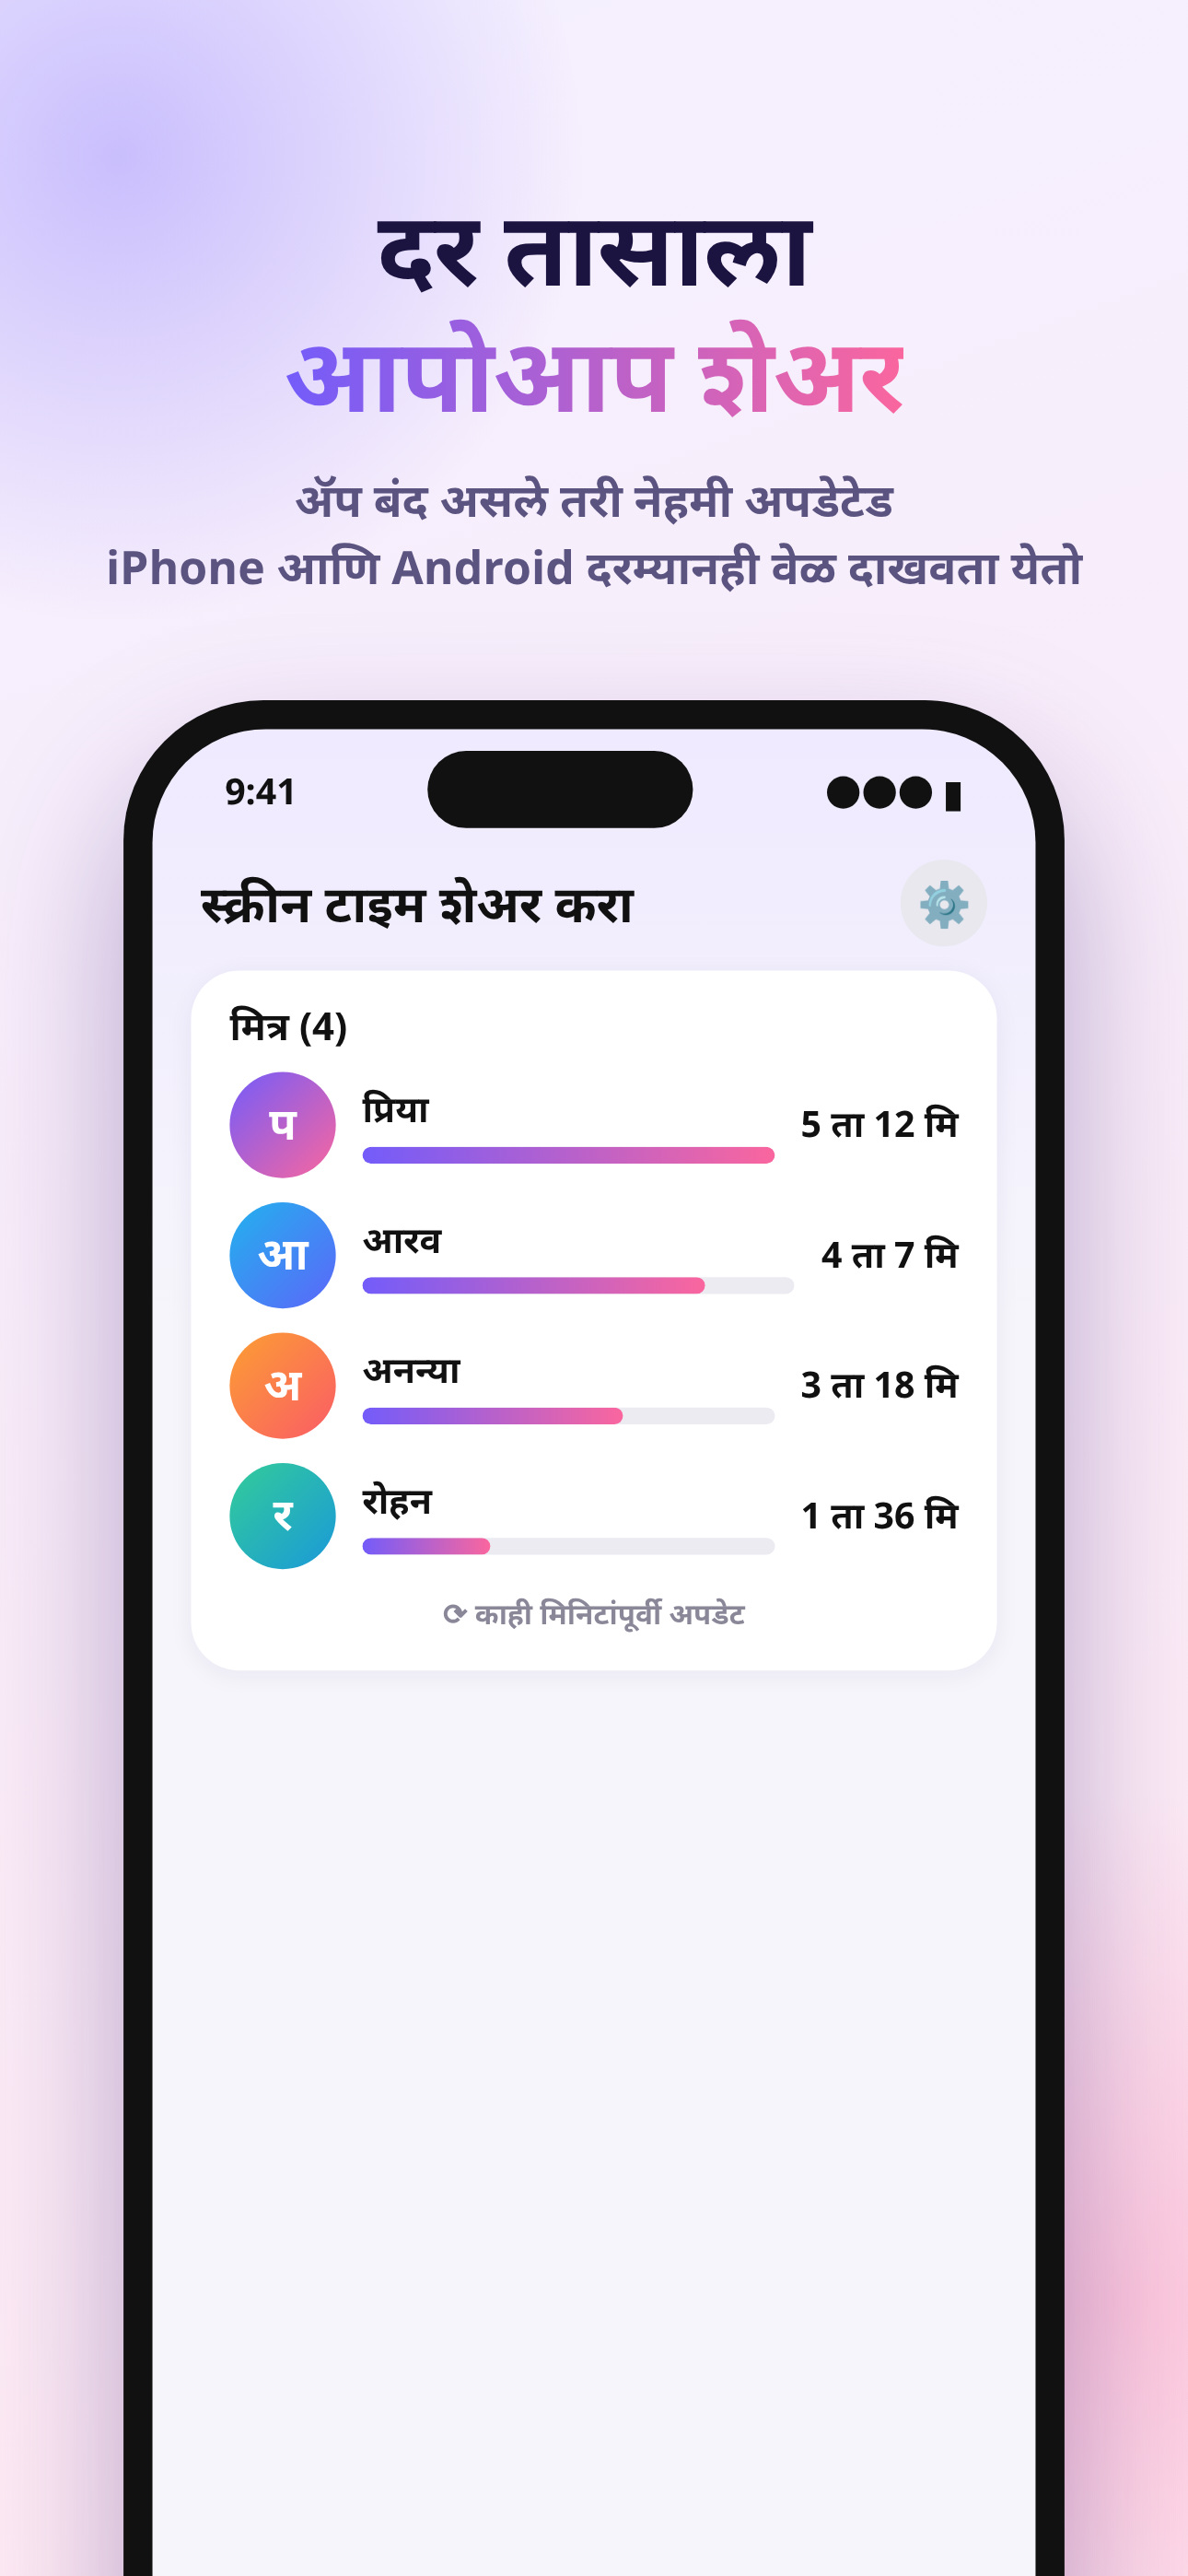 दर तासाला
आपोआप शेअर
ॲप बंद असले तरी नेहमी अपडेटेड
iPhone आणि Android दरम्यानही वेळ दाखवता येतो
9:41
स्क्रीन टाइम शेअर करा
मित्र (4)
प
प्रिया
5 ता 12 मि
आ
आरव
4 ता 7 मि
अ
अनन्या
3 ता 18 मि
र
रोहन
1 ता 36 मि
⟳ काही मिनिटांपूर्वी अपडेट